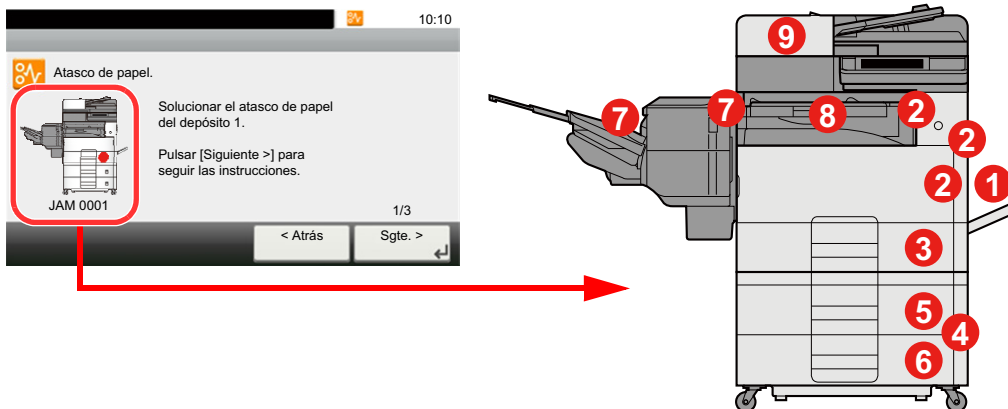 10:10
Atasco de papel.
Solucionar el atasco de papel
del depósito 1.
Pulsar [Siguiente >] para
seguir las instrucciones.
JAM 0001
1/3
< Atrás
Sgte. >
9
7
7
8
2
2
2
1
3
5
4
6